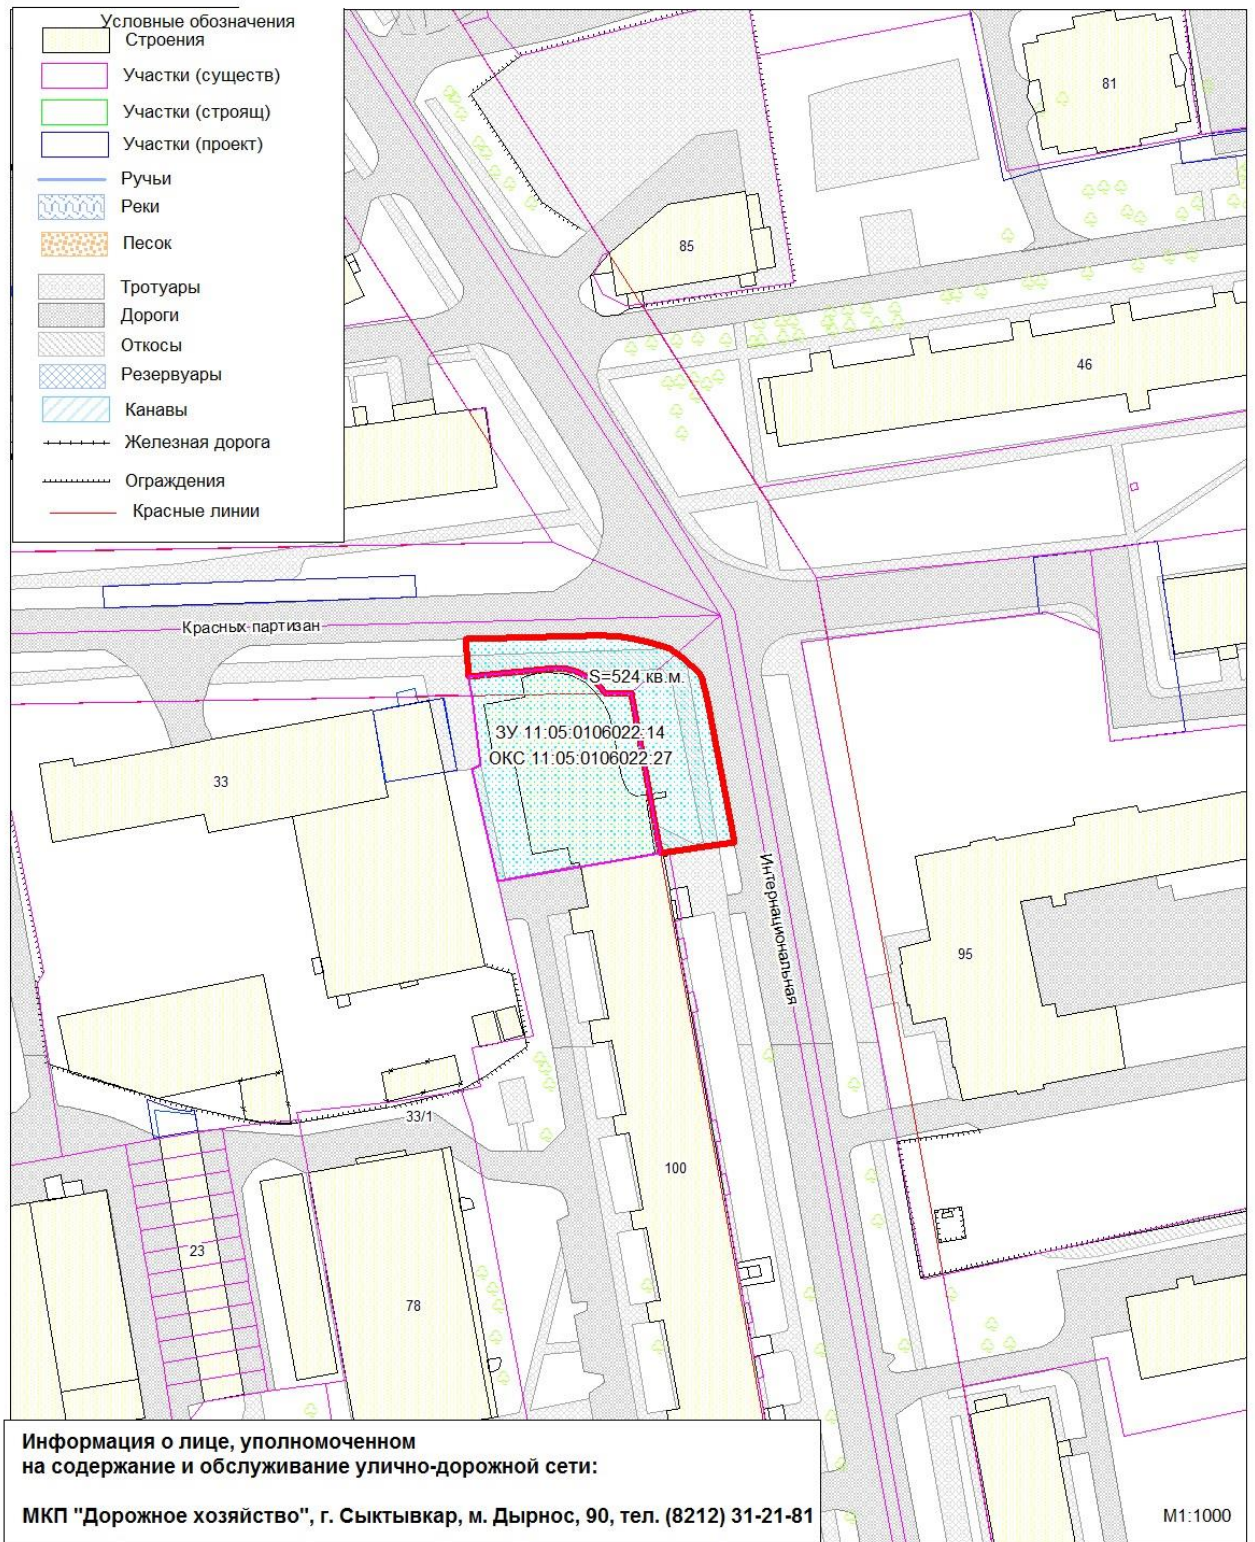 Условные обозначения
Строения
Участки (существ)
Участки (строящ)
Участки (проект)
Ручьи
Реки
Песок
Тротуары
Дороги
Откосы
Резервуары
Канавы
Железная дорога
Ограждения
Красные линии
81
85
46
Красных партизан
S=524 кв.м.
ЗУ 11:05:0106022:14
ОКС 11:05:0106022:27
33
Интернациональная
95
33/1
100
23
78
Информация о лице, уполномоченном
на содержание и обслуживание улично-дорожной сети:
МКП "Дорожное хозяйство", г. Сыктывкар, м. Дырнос, 90, тел. (8212) 31-21-81
М1:1000